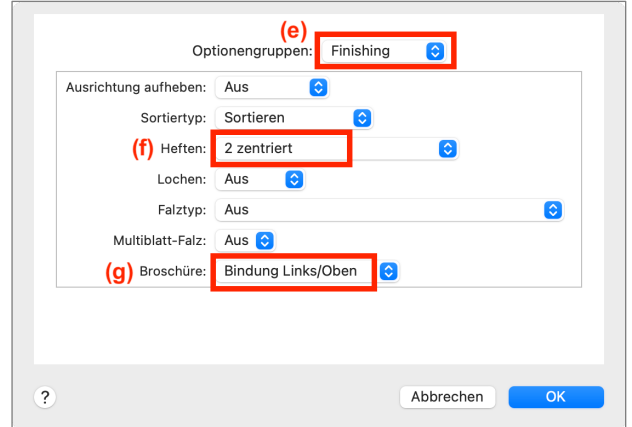 (e)
Optionengruppen: Finishing
Ausrichtung aufheben: Aus
Sortiertyp: Sortieren
(f) Heften: 2 zentriert
Lochen: Aus
Falztyp: Aus
Multiblatt-Falz: Aus
(g) Broschüre: Bindung Links/Oben
? Abbrechen OK